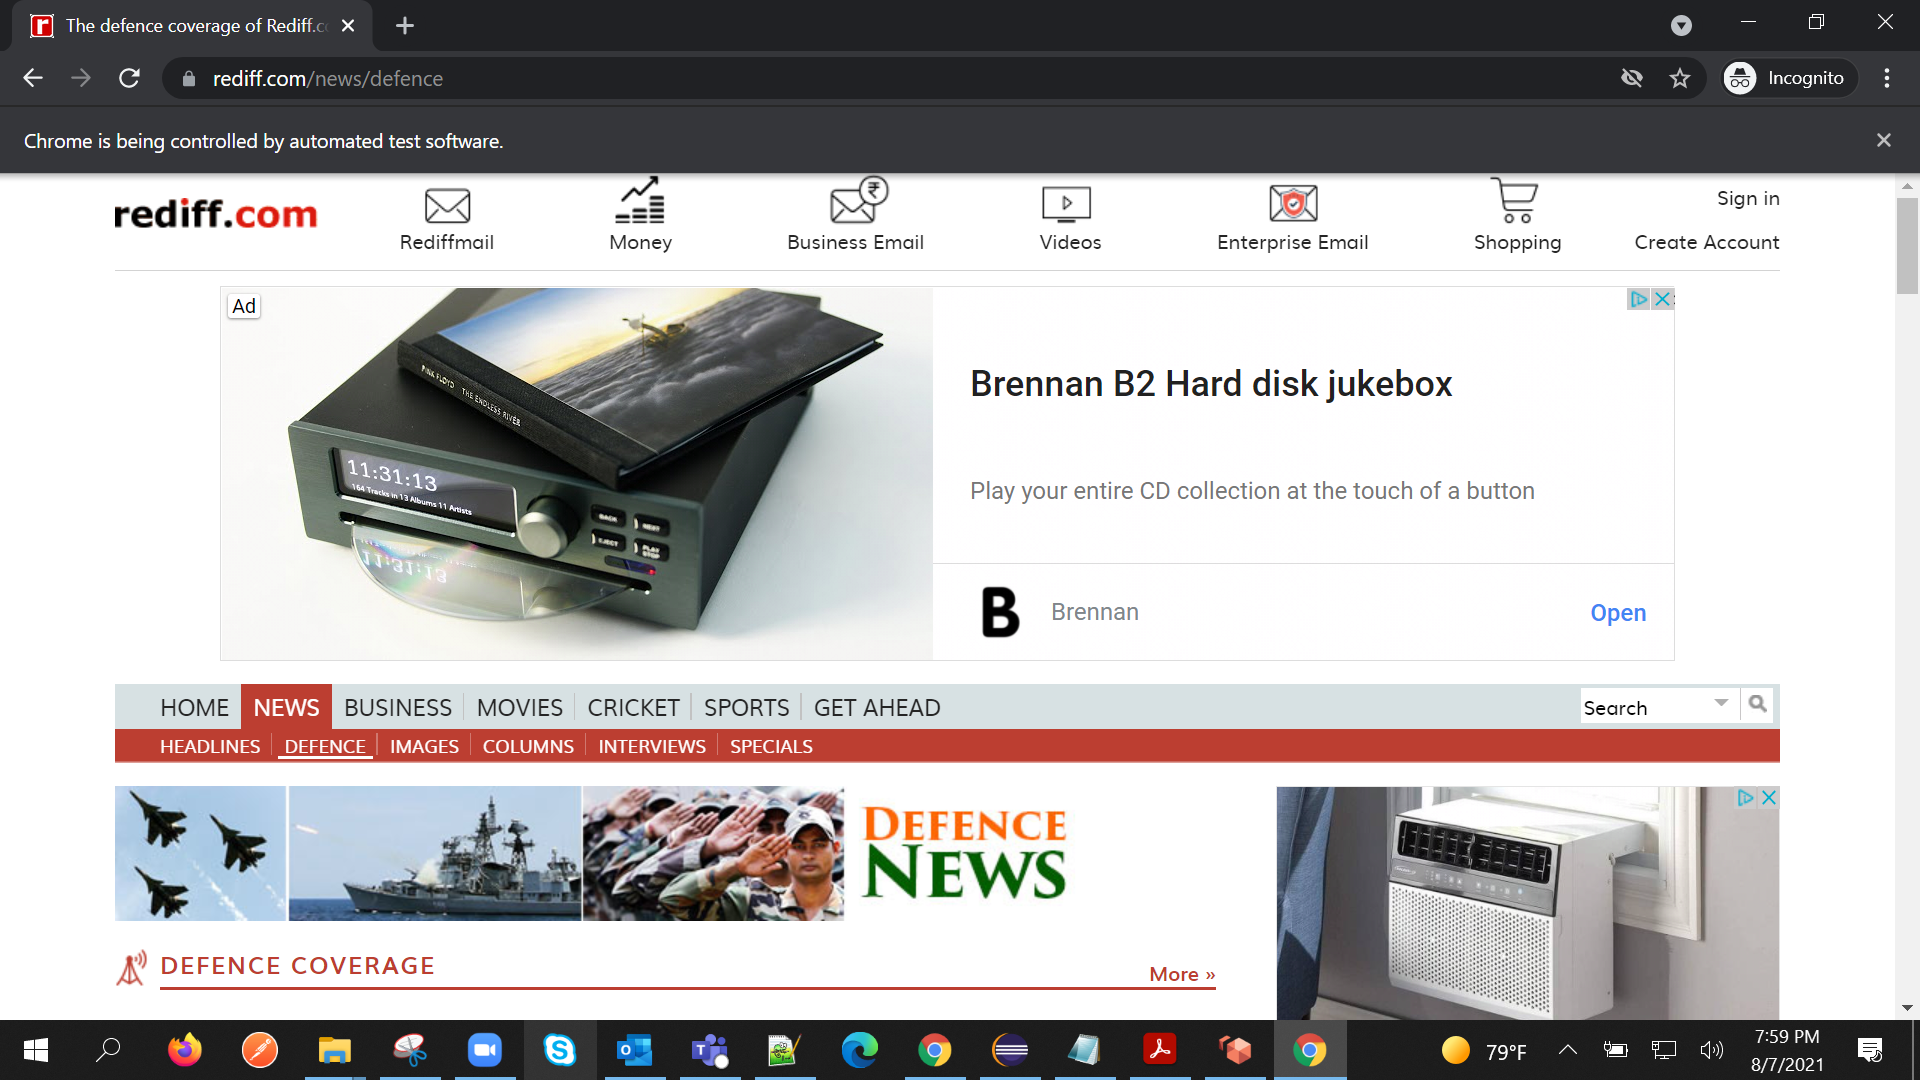 The defence coverage of Rediff.c
rediff.com/news/defence
Incognito
Chrome is being controlled by automated test software.
rediff.com
Rediffmail
Money
Business Email
Videos
Enterprise Email
Shopping
Sign in
Create Account
Ad
PINK FLOYD THE ENDLESS RIVER
11:31:13
164 Tracks in 13 Albums 11 Artists
BACK NEXT
EJECT PLAY STOP
Brennan B2 Hard disk jukebox
Play your entire CD collection at the touch of a button
B Brennan
Open
HOME NEWS BUSINESS MOVIES CRICKET SPORTS GET AHEAD
Search
HEADLINES DEFENCE IMAGES COLUMNS INTERVIEWS SPECIALS
DEFENCE
NEWS
DEFENCE COVERAGE
More »
79°F
7:59 PM
8/7/2021